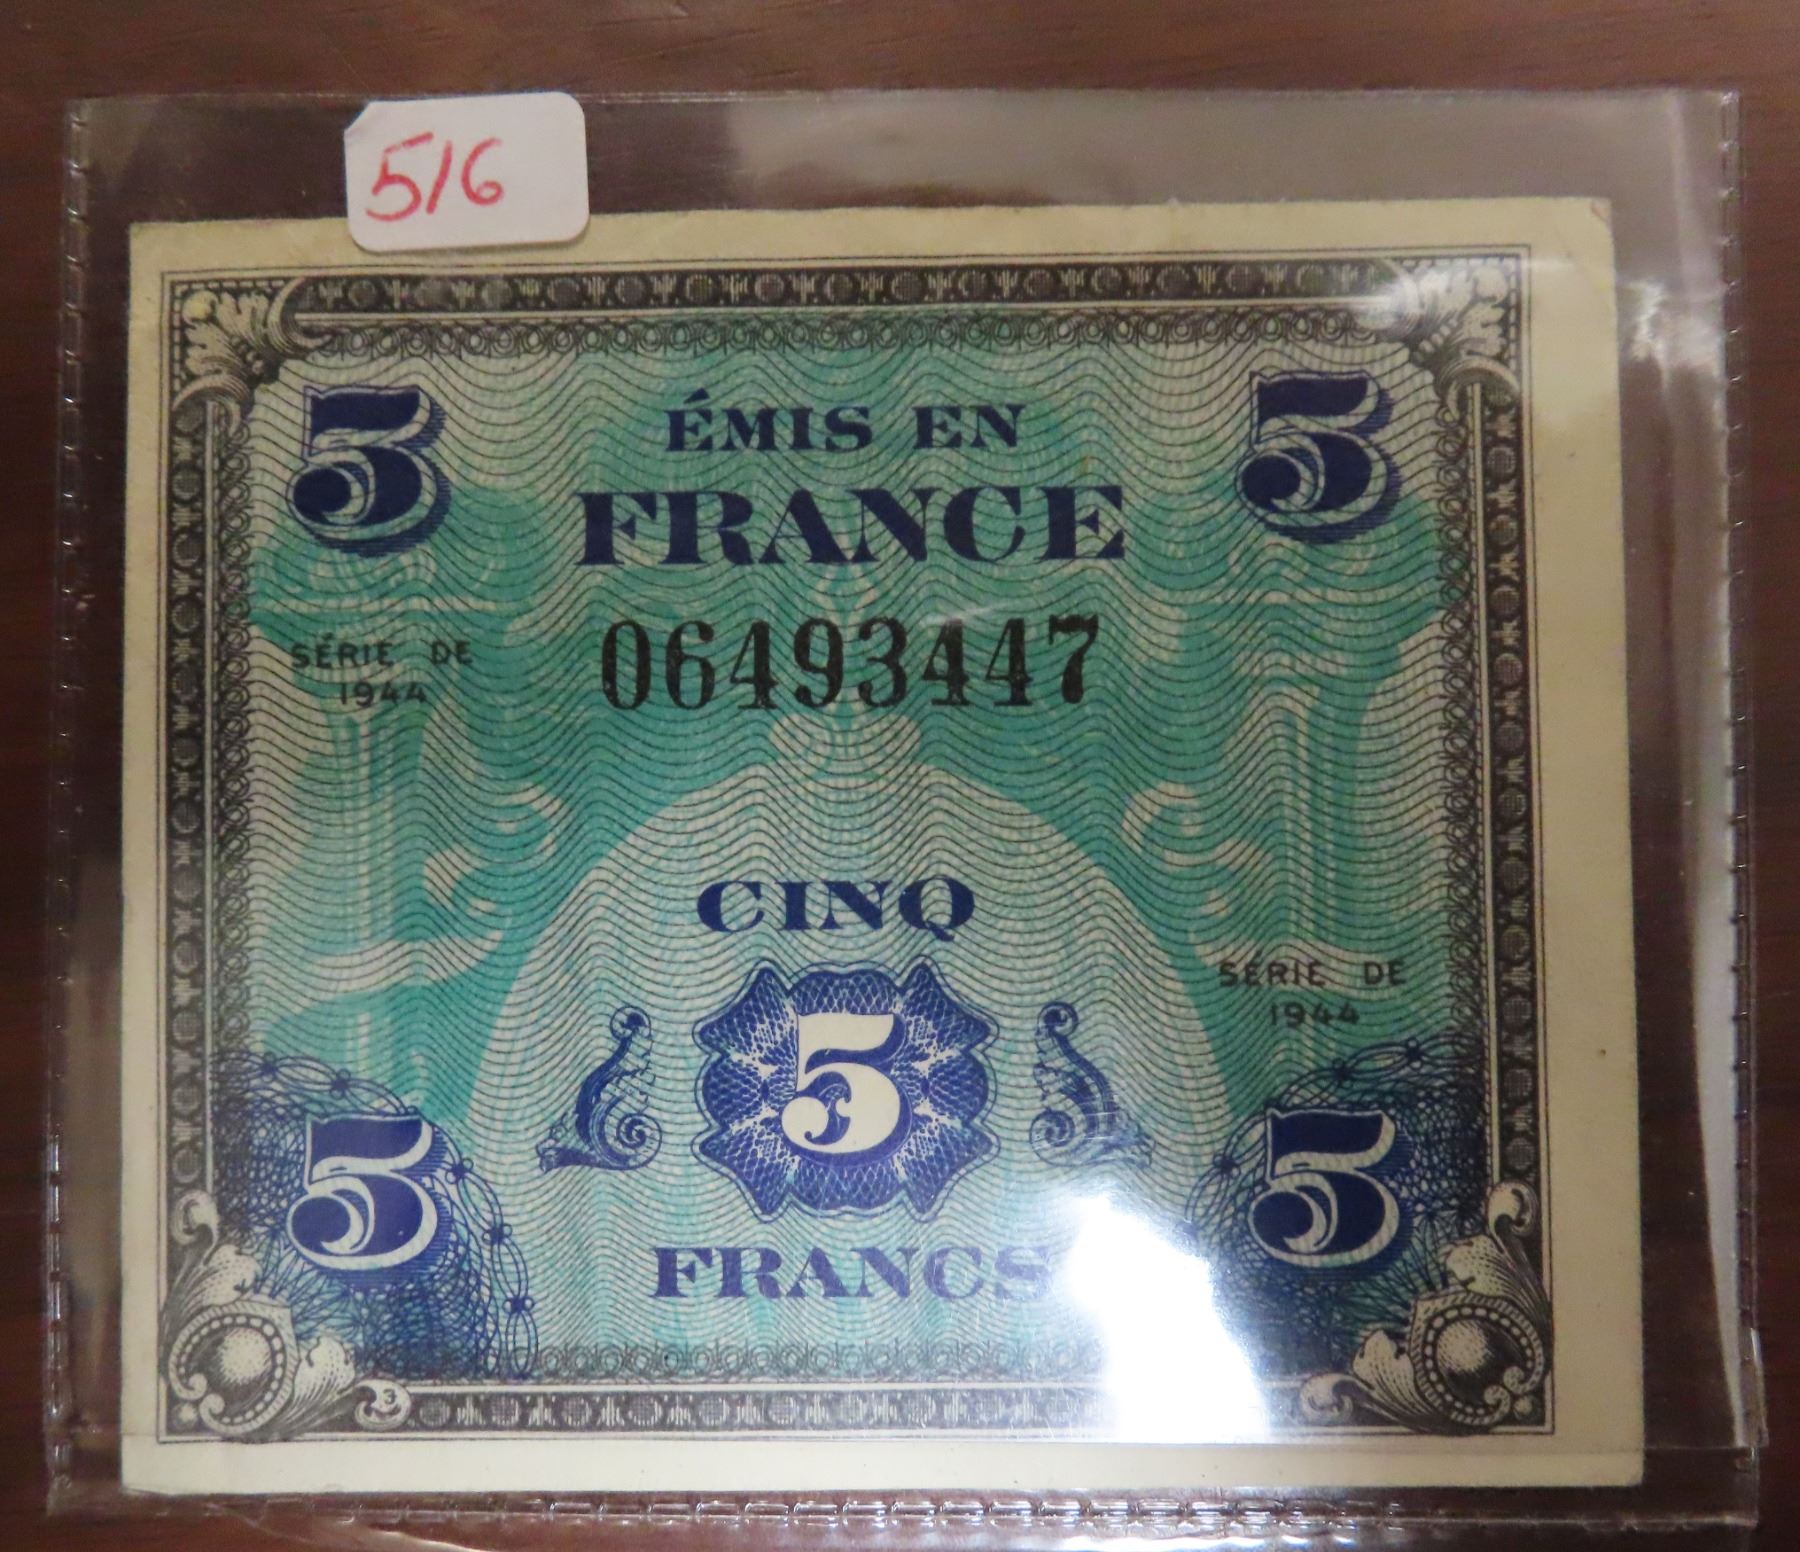 516
5 ÉMIS EN 5
FRANCE
06493447
SÉRIE DE
1944
CINQ
SÉRIE DE
1944
5
5 5
FRANCS
3